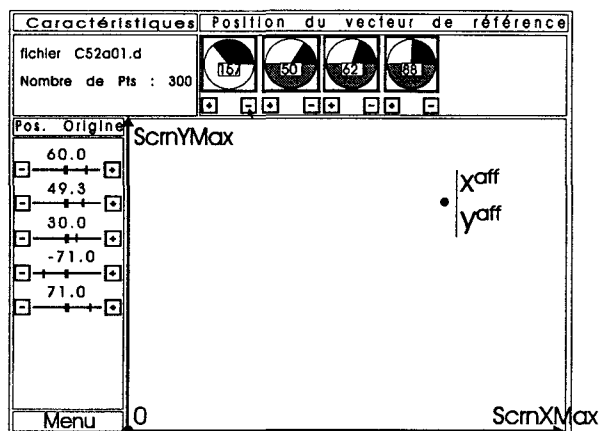 Caractéristiques
Position du vecteur de référence
fichier C52a01.d
Nombre de Pts : 300
157 50 62 88
+ - + - + - + -
Pos. Origine
60.0
- +
49.3
- +
30.0
- +
-71.0
- +
71.0
- +
Menu
ScrnYMax
xaff
yaff
0
ScrnXMax